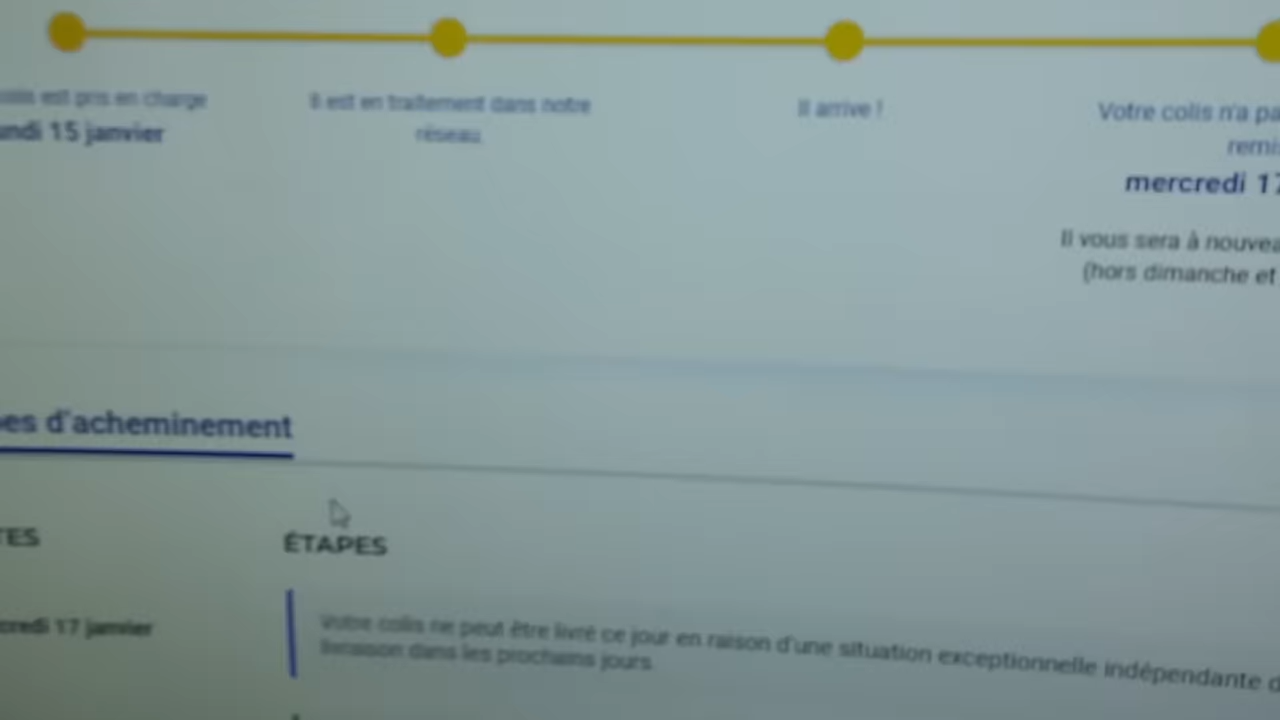 colis est pris en charge
undi 15 janvier
Il est en traitement dans notre
réseau.
Il arrive !
Votre colis n'a pa
remis
mercredi 17
Il vous sera à nouvea
(hors dimanche et
es d'acheminement
TES
ÉTAPES
credi 17 janvier
Votre colis ne peut être livré ce jour en raison d'une situation exceptionnelle indépendante d
livraison dans les prochains jours.